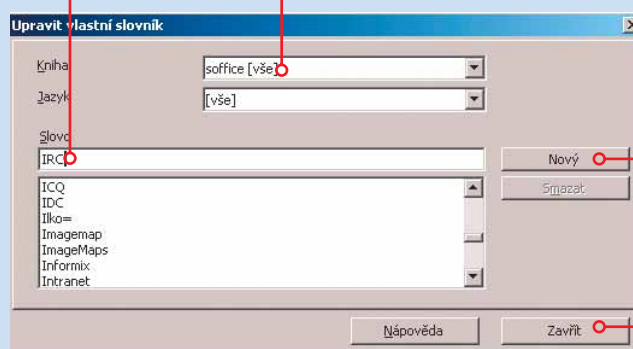 Upravit vlastní slovník
Kniha
soffice [vše]
Jazyk
[vše]
Slovo
IRC
Nový
ICQ
Smazat
IDC
Ilko=
Imagemap
ImageMaps
Informix
Intranet
Nápověda
Zavřít